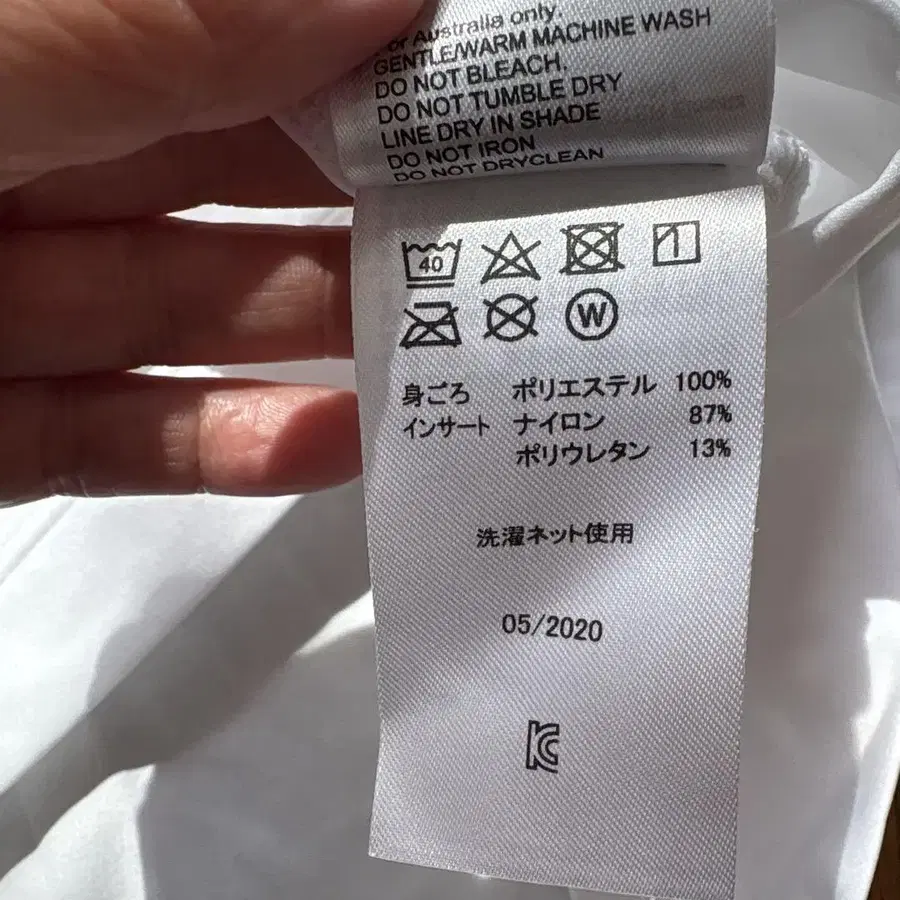 For Australia only.
GENTLE/WARM MACHINE WASH
DO NOT BLEACH.
DO NOT TUMBLE DRY
LINE DRY IN SHADE
DO NOT IRON
DO NOT DRYCLEAN
40
W
身ごろ ポリエステル 100%
インサート ナイロン 87%
ポリウレタン 13%
洗濯ネット使用
05/2020